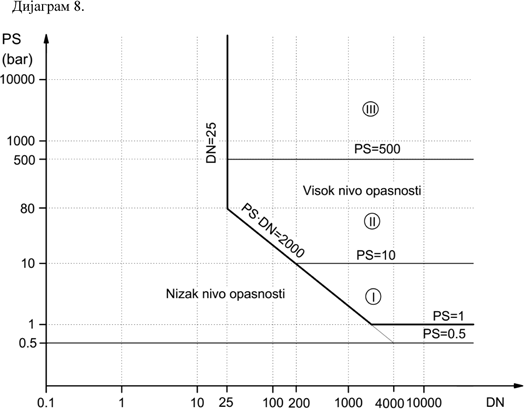 Дијаграм 8.
PS
(bar)
10000
DN=25
III
1000
500
PS=500
Visok nivo opasnosti
80
PS·DN=2000
II
10
PS=10
Nizak nivo opasnosti
I
1
PS=1
0.5
PS=0.5
0.1 1 10 25 100 200 1000 4000 10000 DN